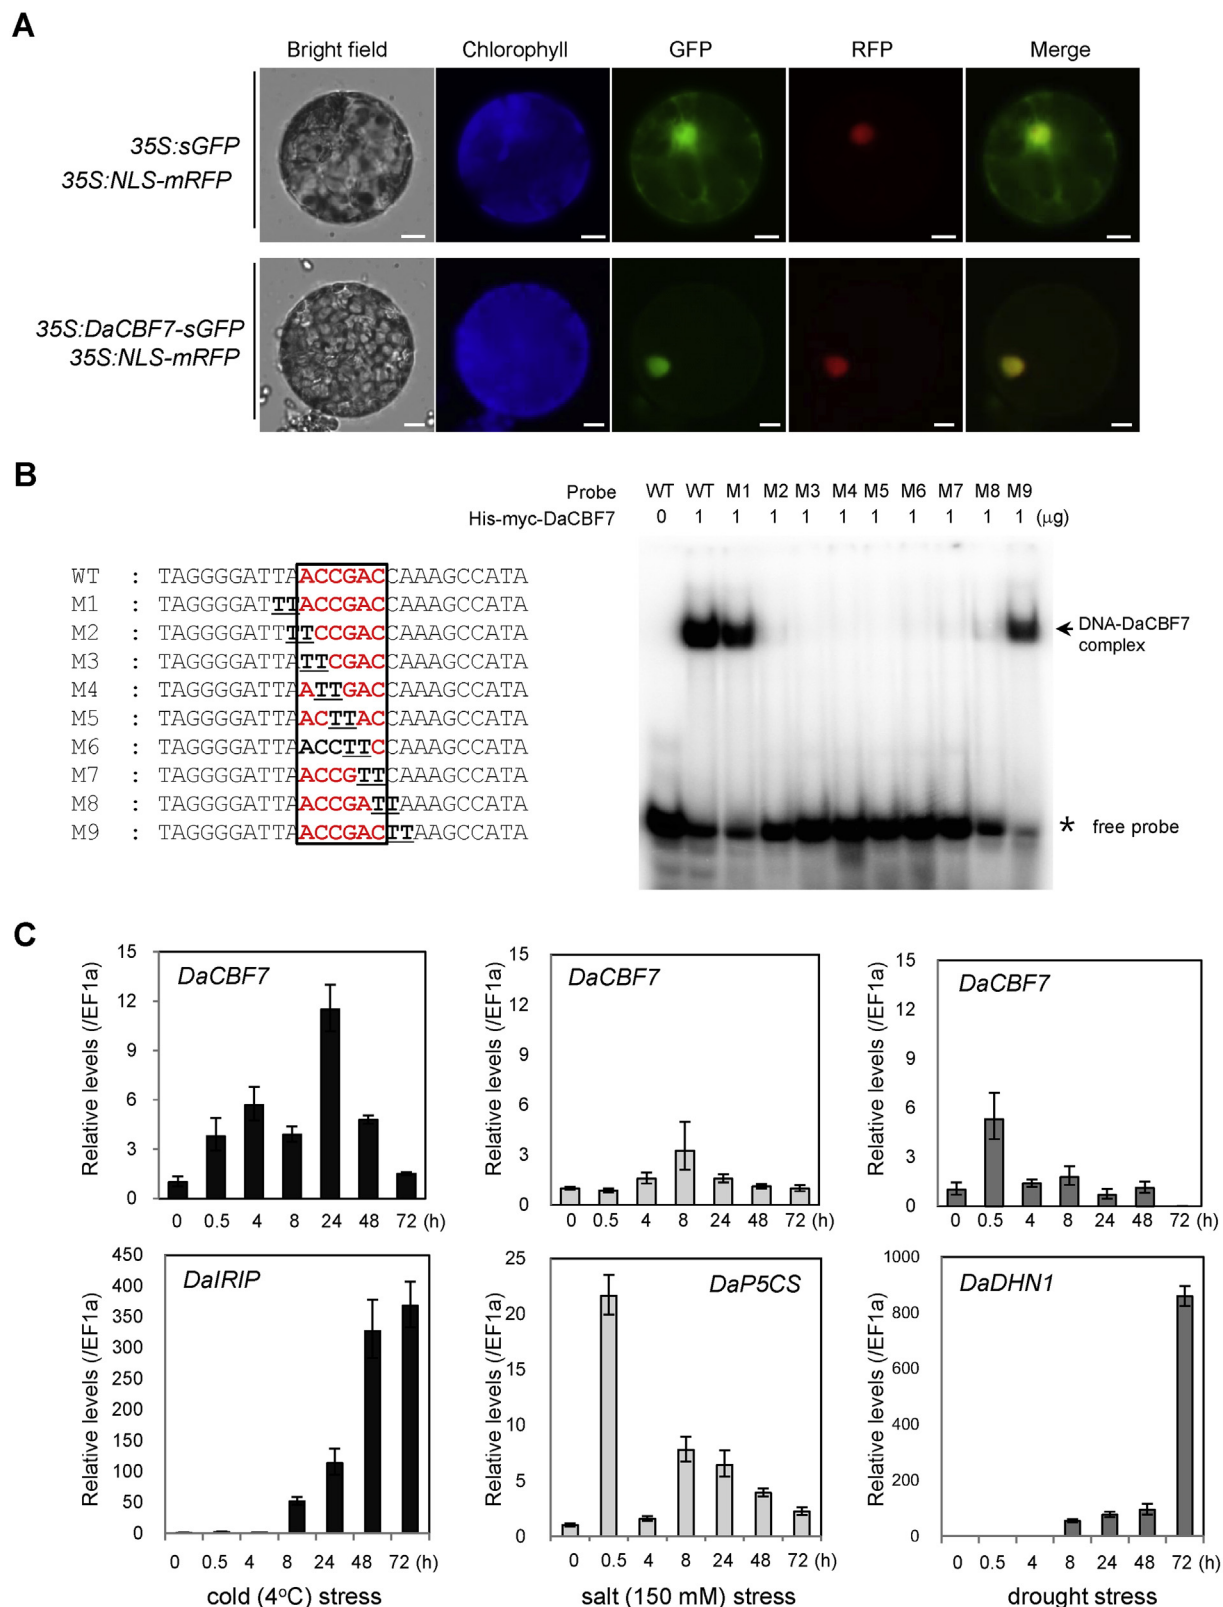 A
Bright field Chlorophyll GFP RFP Merge
35S:sGFP
35S:NLS-mRFP
35S:DaCBF7-sGFP
35S:NLS-mRFP
B
Probe WT WT M1 M2 M3 M4 M5 M6 M7 M8 M9
His-myc-DaCBF7 0 1 1 1 1 1 1 1 1 1 1 (μg)
WT : TAGGGGATTAACCGACCAAAGCCATA
M1 : TAGGGGATTTACCGACCAAAGCCATA
M2 : TAGGGGATTTTCCGACCAAAGCCATA
M3 : TAGGGGATTATTCGACCAAAGCCATA
M4 : TAGGGGATTAATTGACCAAAGCCATA
M5 : TAGGGGATTAACTTACCAAAGCCATA
M6 : TAGGGGATTAACCTTCCAAAGCCATA
M7 : TAGGGGATTAACCGTTCAAAGCCATA
M8 : TAGGGGATTAACCGATTAAAGCCATA
M9 : TAGGGGATTAACCGACTTAAGCCATA
DNA-DaCBF7
complex
* free probe
C
Relative levels (/EF1a)
15
12
9
6
3
0
DaCBF7
0 0.5 4 8 24 48 72 (h)
Relative levels (/EF1a)
15
12
9
6
3
0
DaCBF7
0 0.5 4 8 24 48 72 (h)
Relative levels (/EF1a)
15
12
9
6
3
0
DaCBF7
0 0.5 4 8 24 48 72 (h)
Relative levels (/EF1a)
450
400
350
300
250
200
150
100
50
0
DaIRIP
0 0.5 4 8 24 48 72 (h)
cold (4°C) stress
Relative levels (/EF1a)
25
20
15
10
5
0
DaP5CS
0 0.5 4 8 24 48 72 (h)
salt (150 mM) stress
Relative levels (/EF1a)
1000
800
600
400
200
0
DaDHN1
0 0.5 4 8 24 48 72 (h)
drought stress